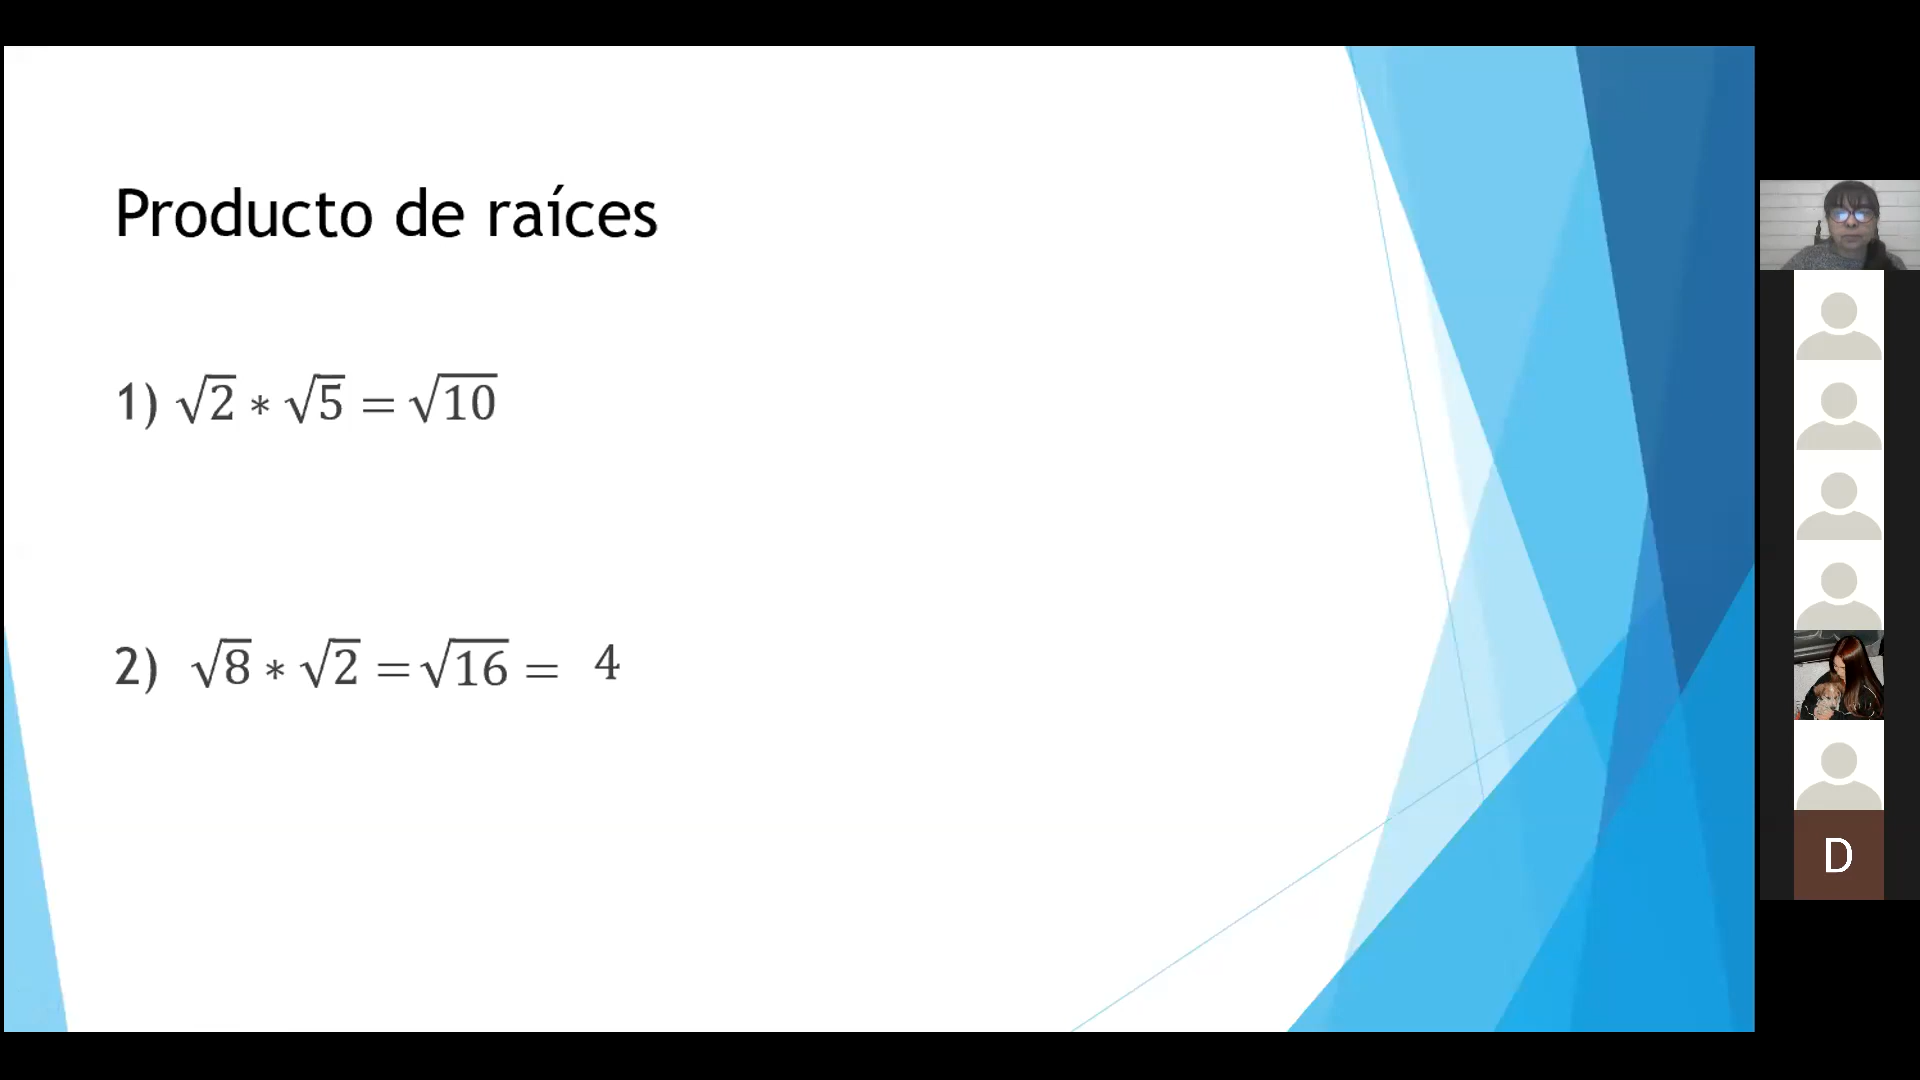 Producto de raíces
1) √2 * √5 = √10
2) √8 * √2 = √16 = 4
D